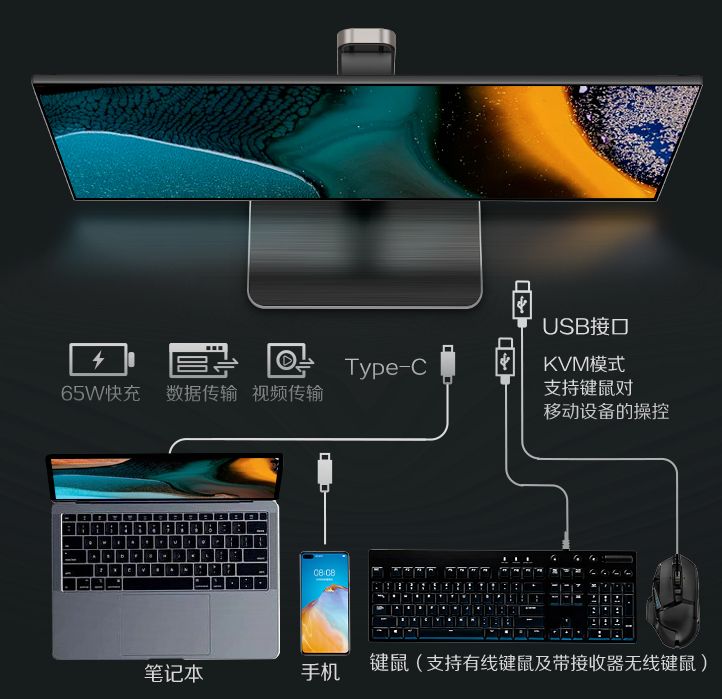 USB接口
Type-C
KVM模式
支持键鼠对
移动设备的操控
65W快充
数据传输
视频传输
08:08
笔记本
手机
键鼠（支持有线键鼠及带接收器无线键鼠）